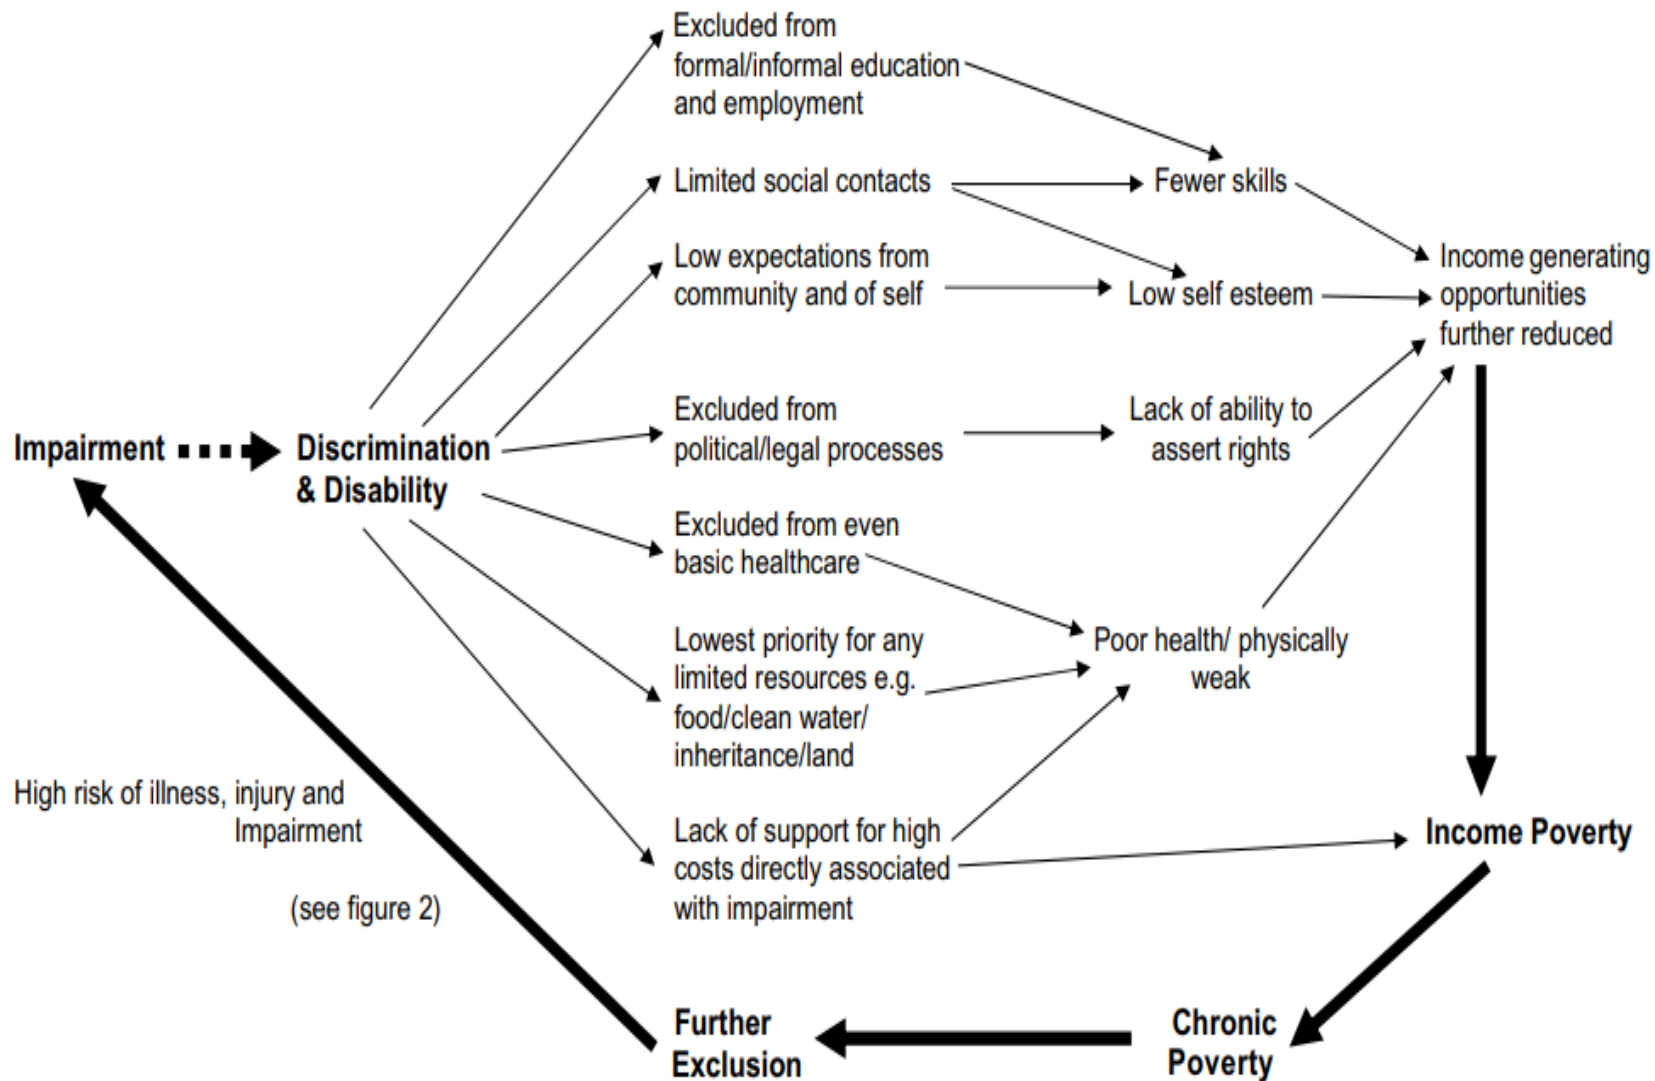 Excluded from
formal/informal education
and employment
Limited social contacts
Fewer skills
Low expectations from
community and of self
Low self esteem
Income generating
opportunities
further reduced
Impairment
Discrimination
& Disability
Excluded from
political/legal processes
Lack of ability to
assert rights
Excluded from even
basic healthcare
Lowest priority for any
limited resources e.g.
food/clean water/
inheritance/land
Poor health/ physically
weak
High risk of illness, injury and
Impairment
(see figure 2)
Lack of support for high
costs directly associated
with impairment
Income Poverty
Further
Exclusion
Chronic
Poverty